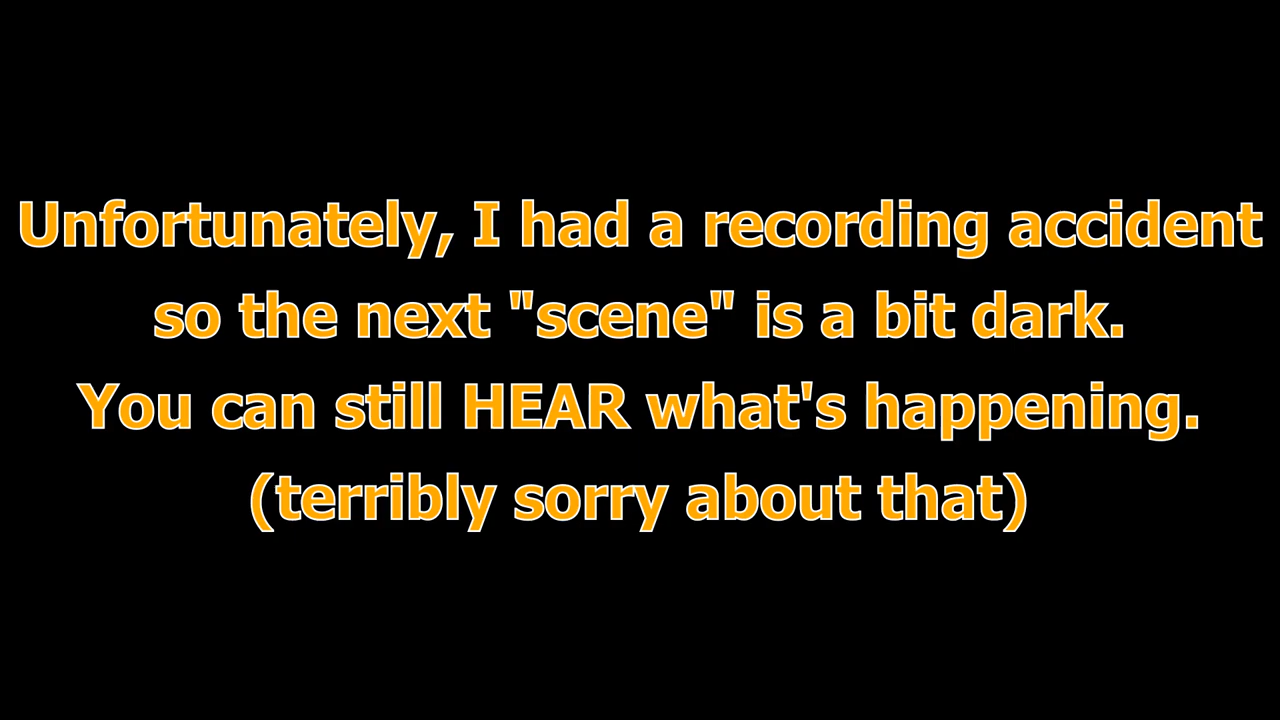 Unfortunately, I had a recording accident
so the next "scene" is a bit dark.
You can still HEAR what's happening.
(terribly sorry about that)